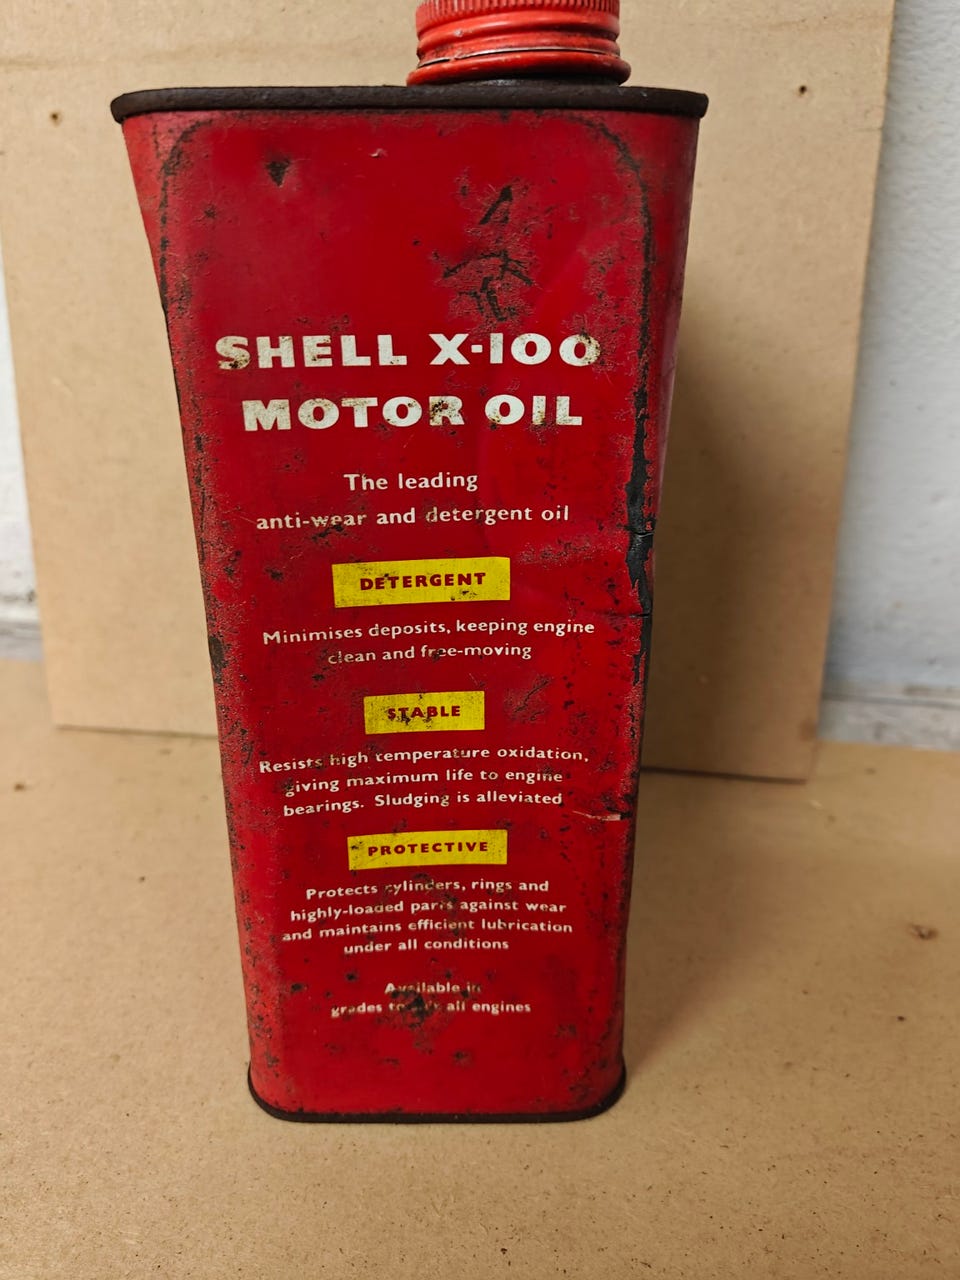 SHELL X-100
MOTOR OIL
The leading
anti-wear and detergent oil
DETERGENT
Minimises deposits, keeping engine
clean and free-moving
STABLE
Resists high temperature oxidation,
giving maximum life to engine
bearings. Sludging is alleviated
PROTECTIVE
Protects cylinders, rings and
highly-loaded parts against wear
and maintains efficient lubrication
under all conditions
Available in
grades to all engines